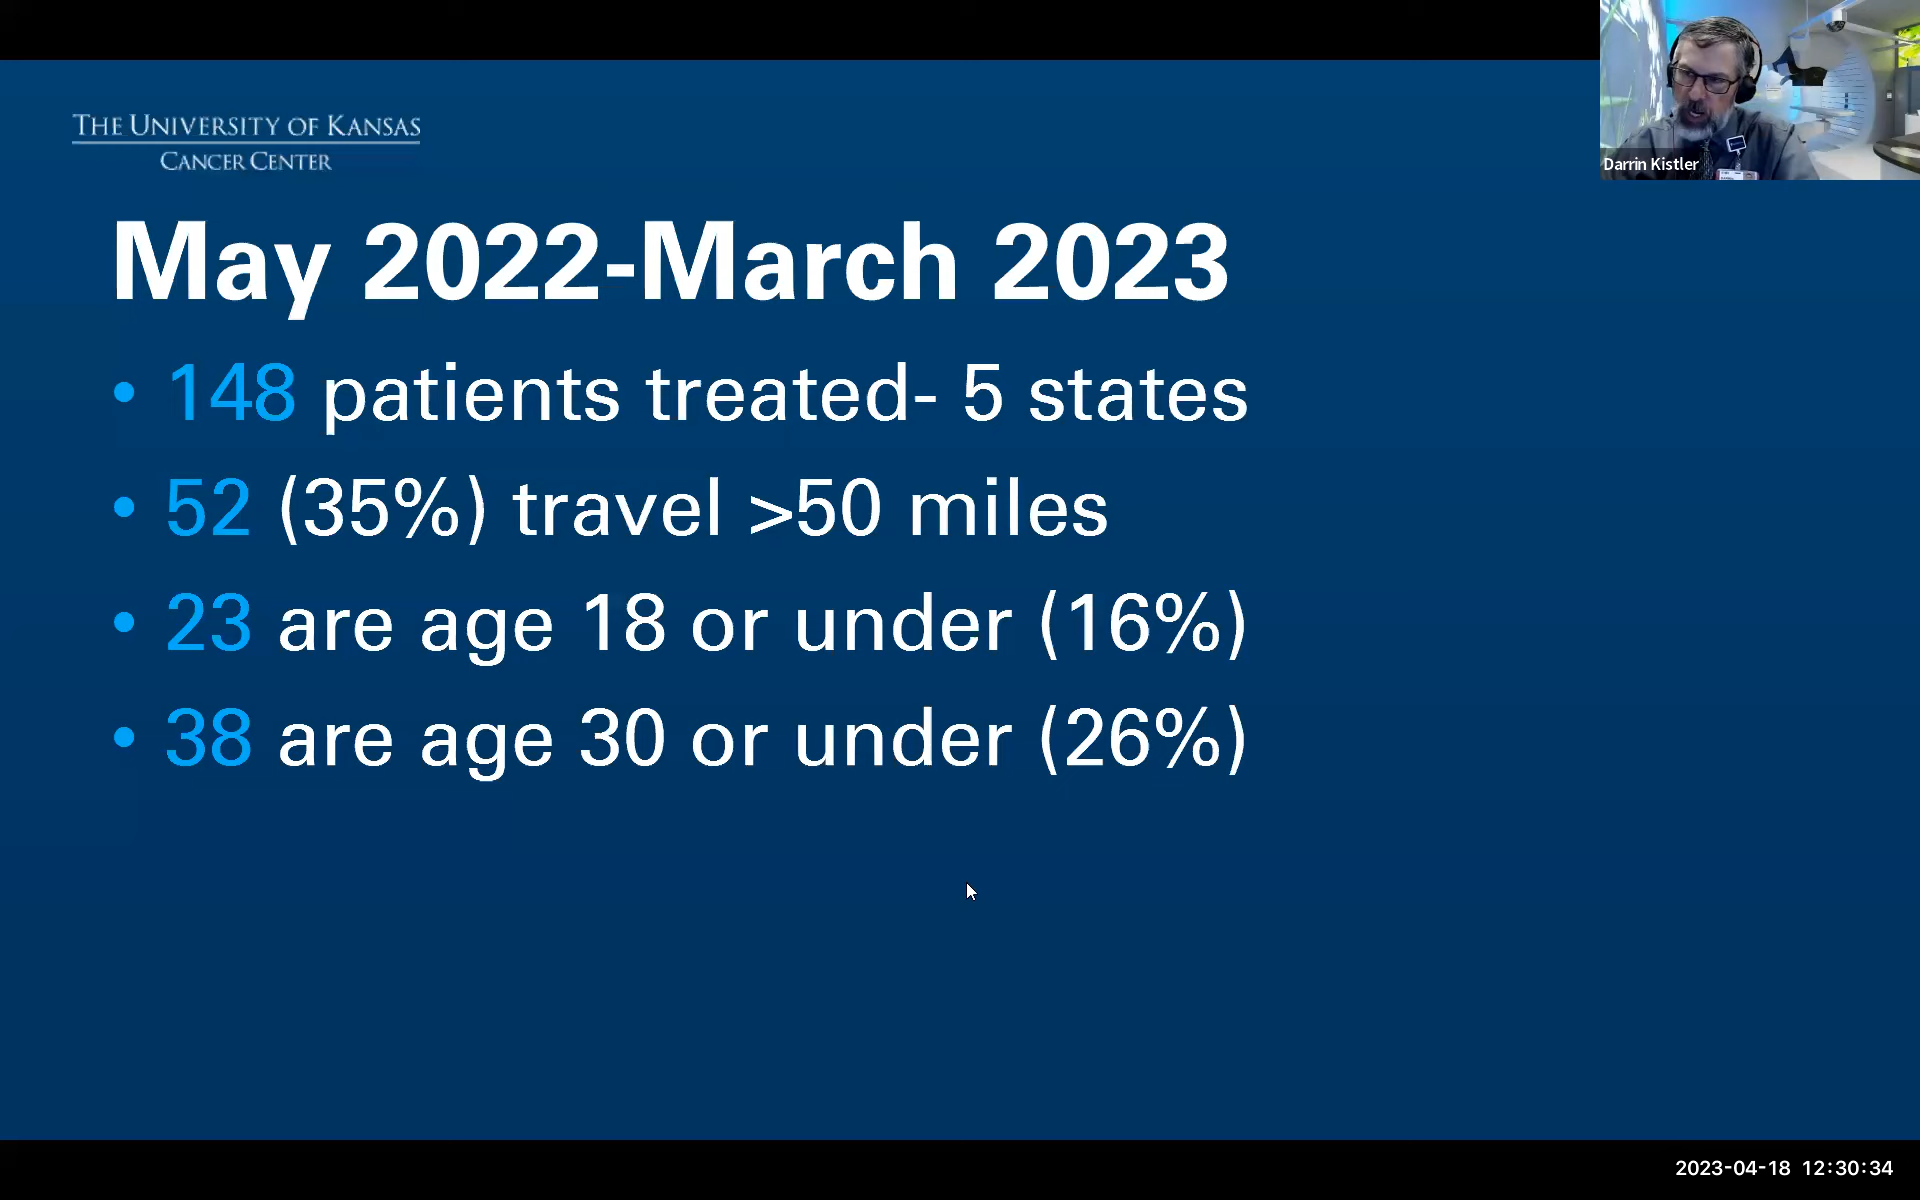 THE UNIVERSITY OF KANSAS
CANCER CENTER
Darrin Kistler
May 2022-March 2023
• 148 patients treated- 5 states
• 52 (35%) travel >50 miles
• 23 are age 18 or under (16%)
• 38 are age 30 or under (26%)
2023-04-18 12:30:34